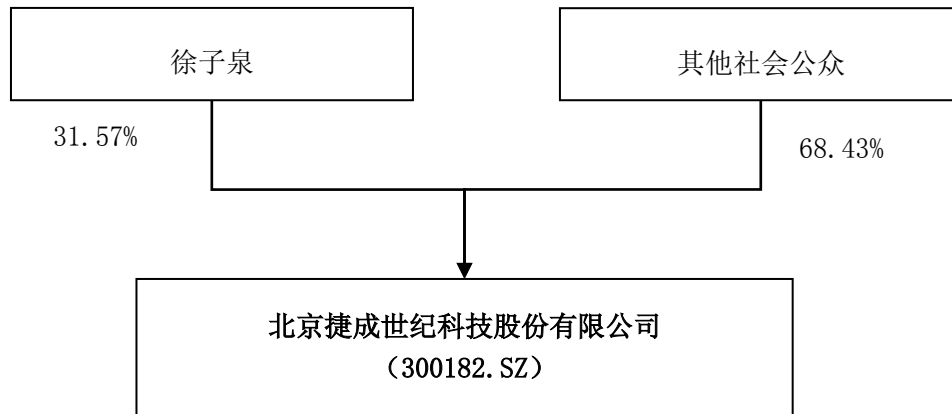 徐子泉
其他社会公众
31.57%
68.43%
北京捷成世纪科技股份有限公司
（300182.SZ）